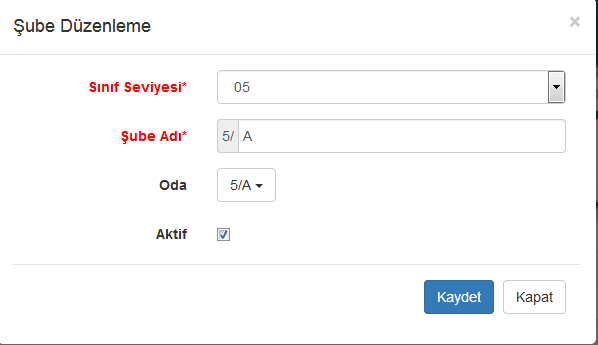 Şube Düzenleme ×
Sınıf Seviyesi* 05
Şube Adı* 5/ A
Oda 5/A
Aktif
Kaydet Kapat